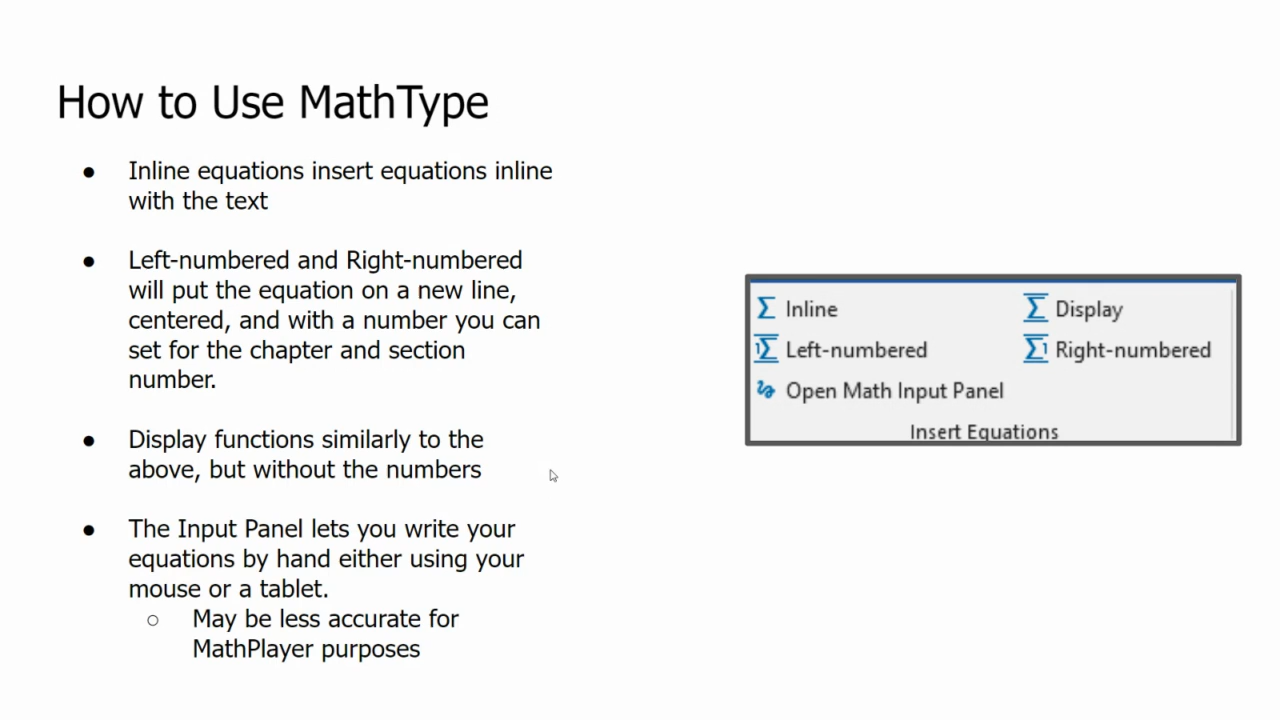 How to Use MathType
● Inline equations insert equations inline
with the text
● Left-numbered and Right-numbered
will put the equation on a new line,
centered, and with a number you can
set for the chapter and section
number.
● Display functions similarly to the
above, but without the numbers
● The Input Panel lets you write your
equations by hand either using your
mouse or a tablet.
○ May be less accurate for
MathPlayer purposes
Inline Display
Left-numbered Right-numbered
Open Math Input Panel
Insert Equations